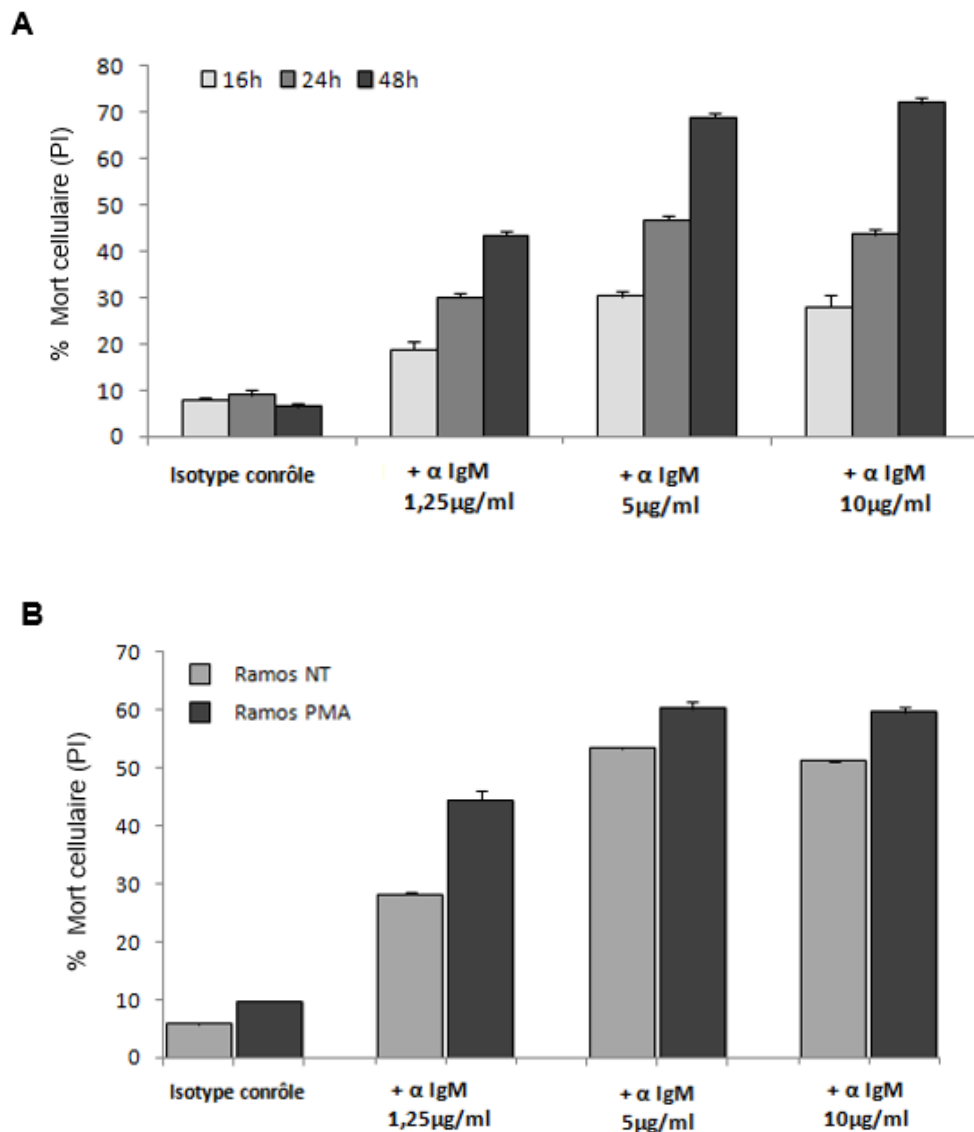 A
80
70
60
50
40
30
20
10
0
% Mort cellulaire (PI)
16h 24h 48h
Isotype conrôle
+ α IgM
1,25µg/ml
+ α IgM
5µg/ml
+ α IgM
10µg/ml
B
70
60
50
40
30
20
10
0
% Mort cellulaire (PI)
Ramos NT
Ramos PMA
Isotype conrôle
+ α IgM
1,25µg/ml
+ α IgM
5µg/ml
+ α IgM
10µg/ml